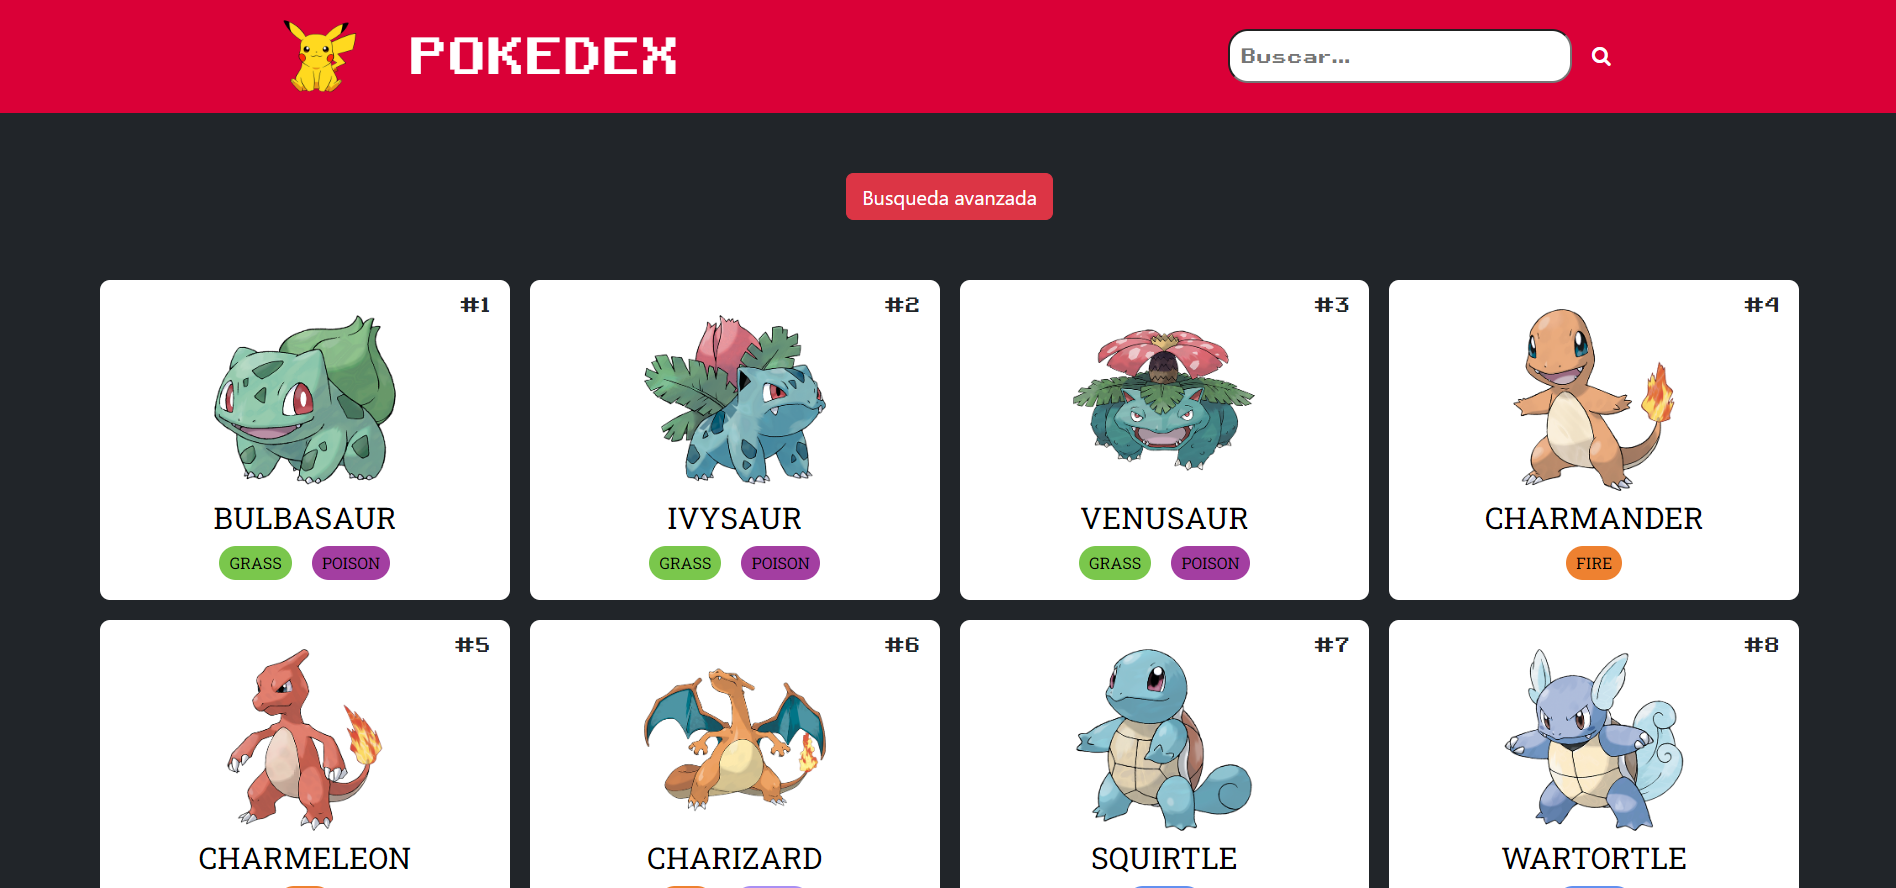 POKEDEX
Buscar...
Busqueda avanzada
#1
BULBASAUR
GRASS POISON
#2
IVYSAUR
GRASS POISON
#3
VENUSAUR
GRASS POISON
#4
CHARMANDER
FIRE
#5
CHARMELEON
#6
CHARIZARD
#7
SQUIRTLE
#8
WARTORTLE